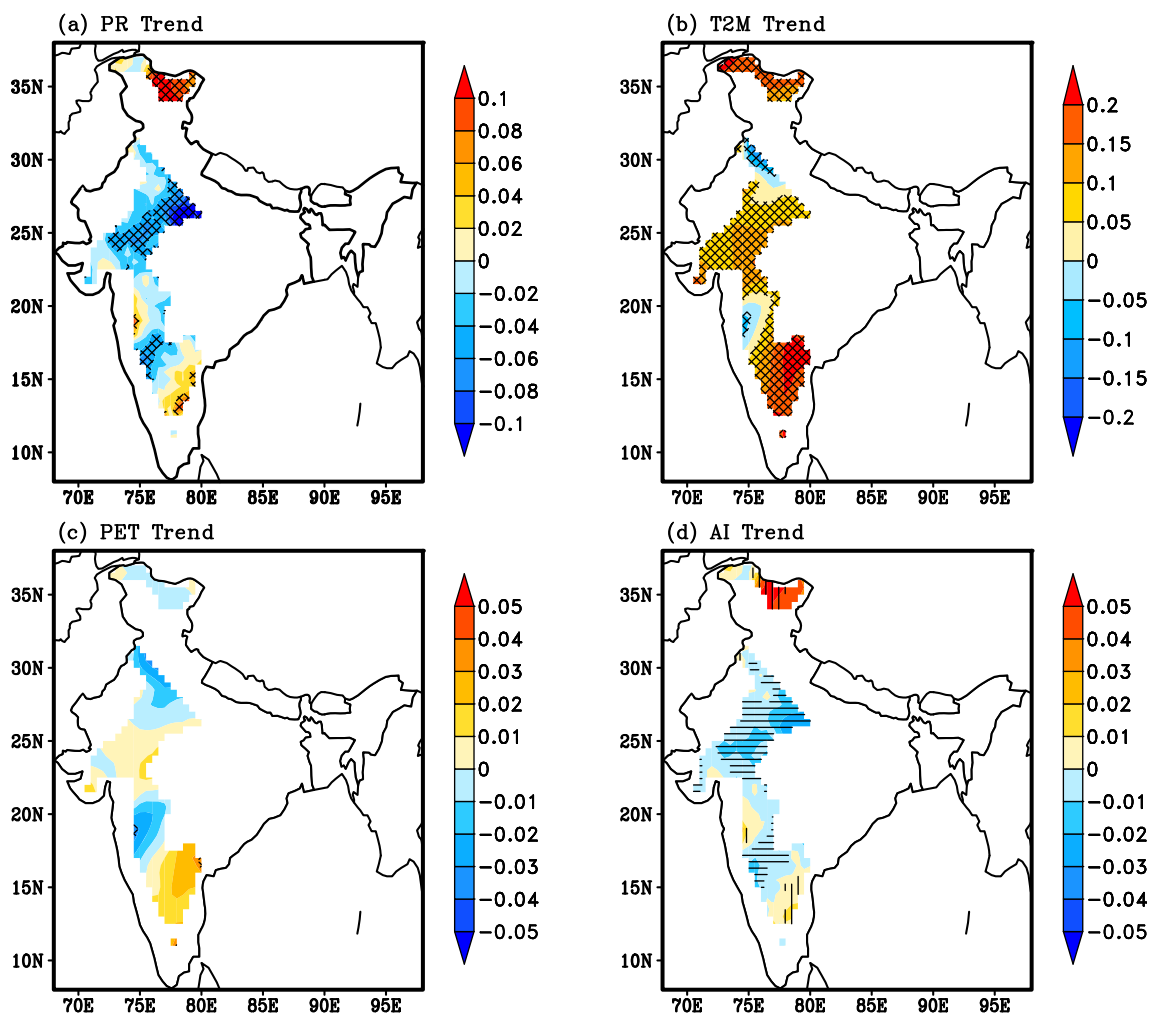 (a) PR Trend
35N
30N
25N
20N
15N
10N
70E 75E 80E 85E 90E 95E
0.1
0.08
0.06
0.04
0.02
0
−0.02
−0.04
−0.06
−0.08
−0.1
(b) T2M Trend
35N
30N
25N
20N
15N
10N
70E 75E 80E 85E 90E 95E
0.2
0.15
0.1
0.05
0
−0.05
−0.1
−0.15
−0.2
(c) PET Trend
35N
30N
25N
20N
15N
10N
70E 75E 80E 85E 90E 95E
0.05
0.04
0.03
0.02
0.01
0
−0.01
−0.02
−0.03
−0.04
−0.05
(d) AI Trend
35N
30N
25N
20N
15N
10N
70E 75E 80E 85E 90E 95E
0.05
0.04
0.03
0.02
0.01
0
−0.01
−0.02
−0.03
−0.04
−0.05